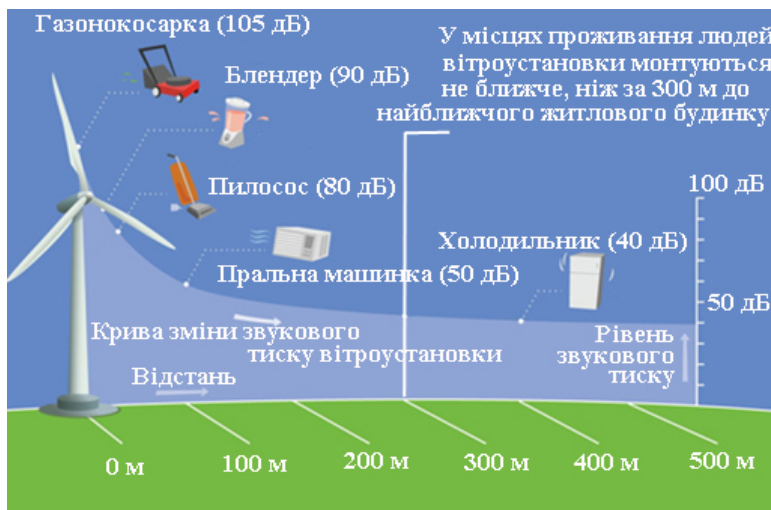 Газонокосарка (105 дБ)
Блендер (90 дБ)
Пилосос (80 дБ)
Пральна машинка (50 дБ)
У місцях проживання людей
вітроустановки монтуються
не ближче, ніж за 300 м до
найближчого житлового будинку
Холодильник (40 дБ)
100 дБ
50 дБ
Крива зміни звукового
тиску вітроустановки
Рівень
звукового
тиску
Відстань
0 м
100 м
200 м
300 м
400 м
500 м